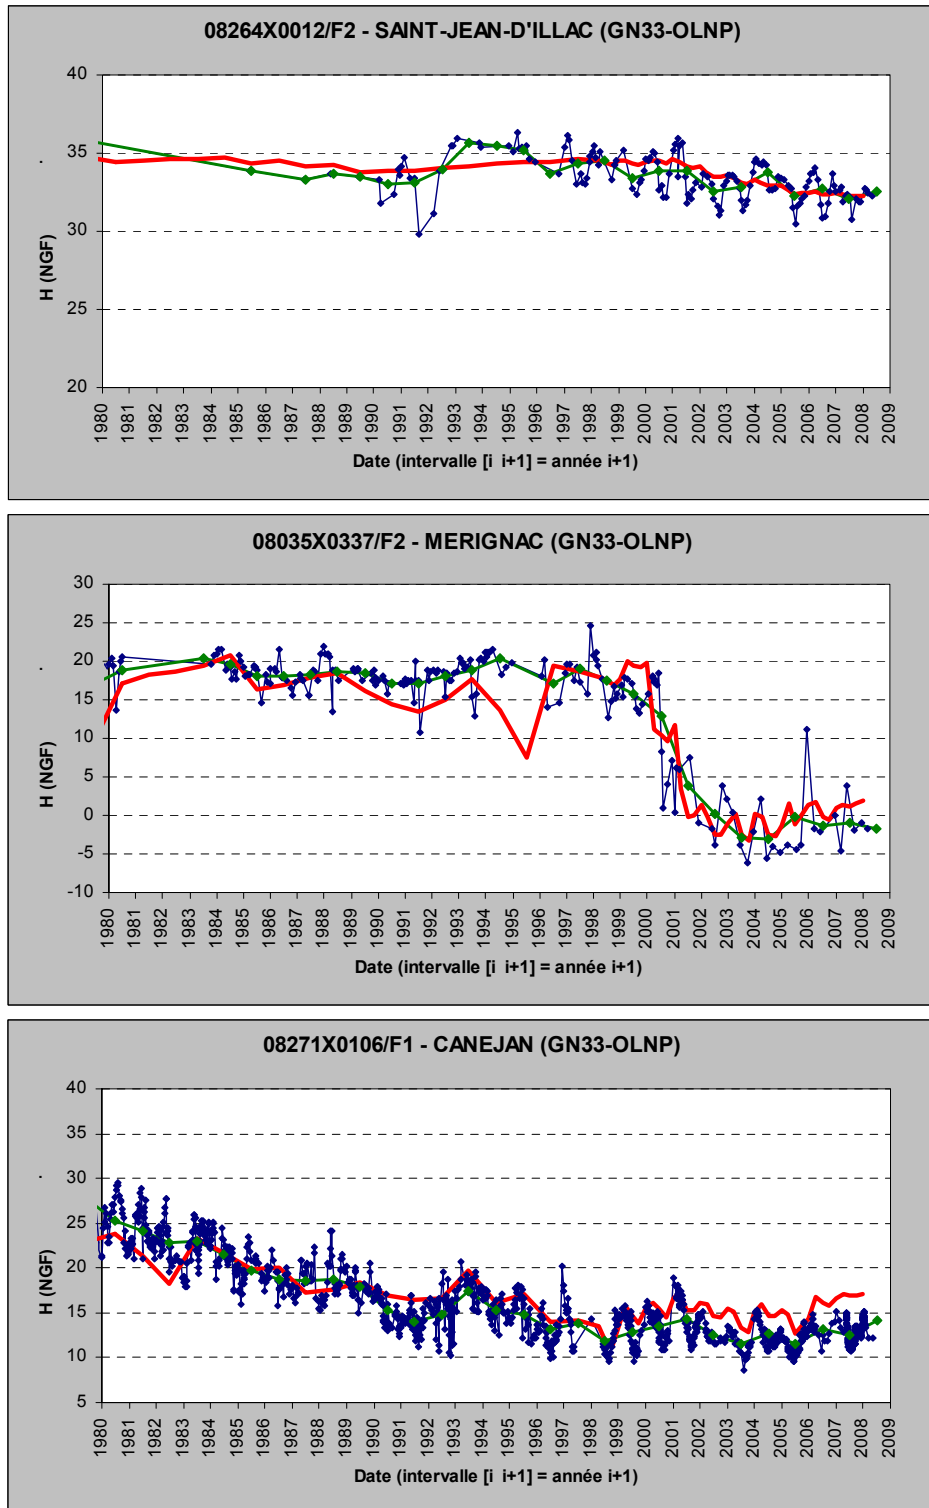 08264X0012/F2 - SAINT-JEAN-D'ILLAC (GN33-OLNP)
40
35
30
25
20
H (NGF)
1980 1981 1982 1983 1984 1985 1986 1987 1988 1989 1990 1991 1992 1993 1994 1995 1996 1997 1998 1999 2000 2001 2002 2003 2004 2005 2006 2007 2008 2009
Date (intervalle [i i+1] = année i+1)
08035X0337/F2 - MERIGNAC (GN33-OLNP)
30
25
20
15
10
5
0
-5
-10
H (NGF)
1980 1981 1982 1983 1984 1985 1986 1987 1988 1989 1990 1991 1992 1993 1994 1995 1996 1997 1998 1999 2000 2001 2002 2003 2004 2005 2006 2007 2008 2009
Date (intervalle [i i+1] = année i+1)
08271X0106/F1 - CANEJAN (GN33-OLNP)
40
35
30
25
20
15
10
5
H (NGF)
1980 1981 1982 1983 1984 1985 1986 1987 1988 1989 1990 1991 1992 1993 1994 1995 1996 1997 1998 1999 2000 2001 2002 2003 2004 2005 2006 2007 2008 2009
Date (intervalle [i i+1] = année i+1)